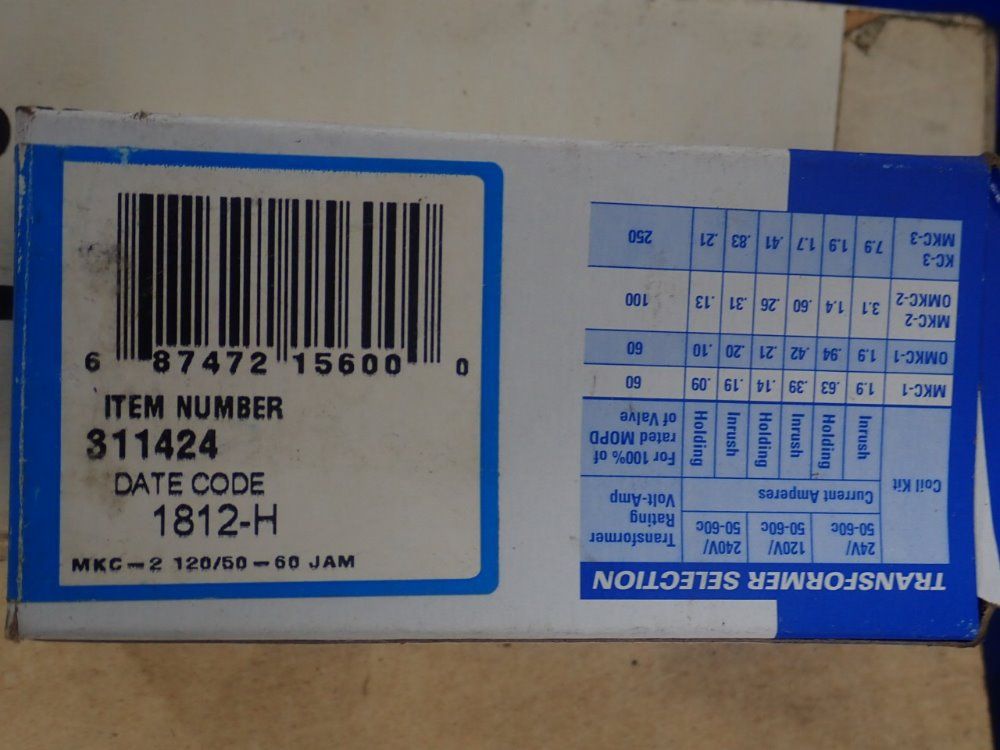 6 87472 15600 0
ITEM NUMBER
311424
DATE CODE
1812-H
MKC-2 120/50-60 JAM
TRANSFORMER SELECTION
24V/ 120V/ 240V/ Transformer
50-60c 50-60c 50-60c Rating
Current Amperes Volt-Amp
Coil Kit Inrush Holding Inrush Holding Inrush Holding For 100% of
rated MOPD
of Valve
MKC-1 1.9 .63 .39 .14 .19 .09 60
OMKC-1 1.9 .94 .42 .21 .20 .10 60
MKC-2
OMKC-2 3.1 1.4 .60 .26 .31 .13 100
KC-3
MKC-3 7.9 1.9 1.7 .41 .83 .21 250